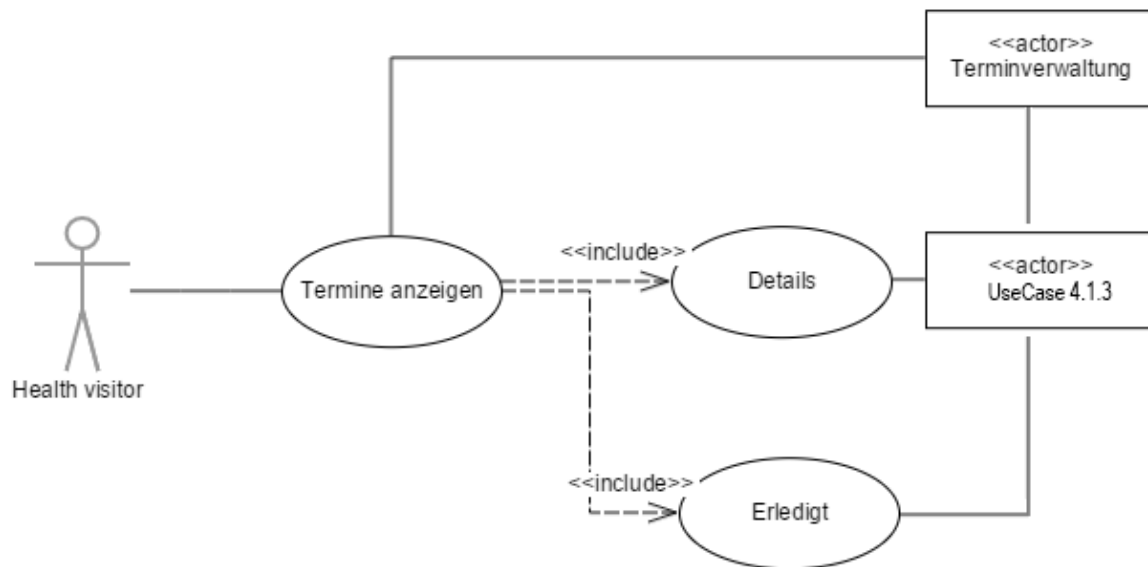 <<actor>>
Terminverwaltung
<<include>>
Details
<<actor>>
UseCase 4.1.3
Termine anzeigen
Health visitor
<<include>>
Erledigt